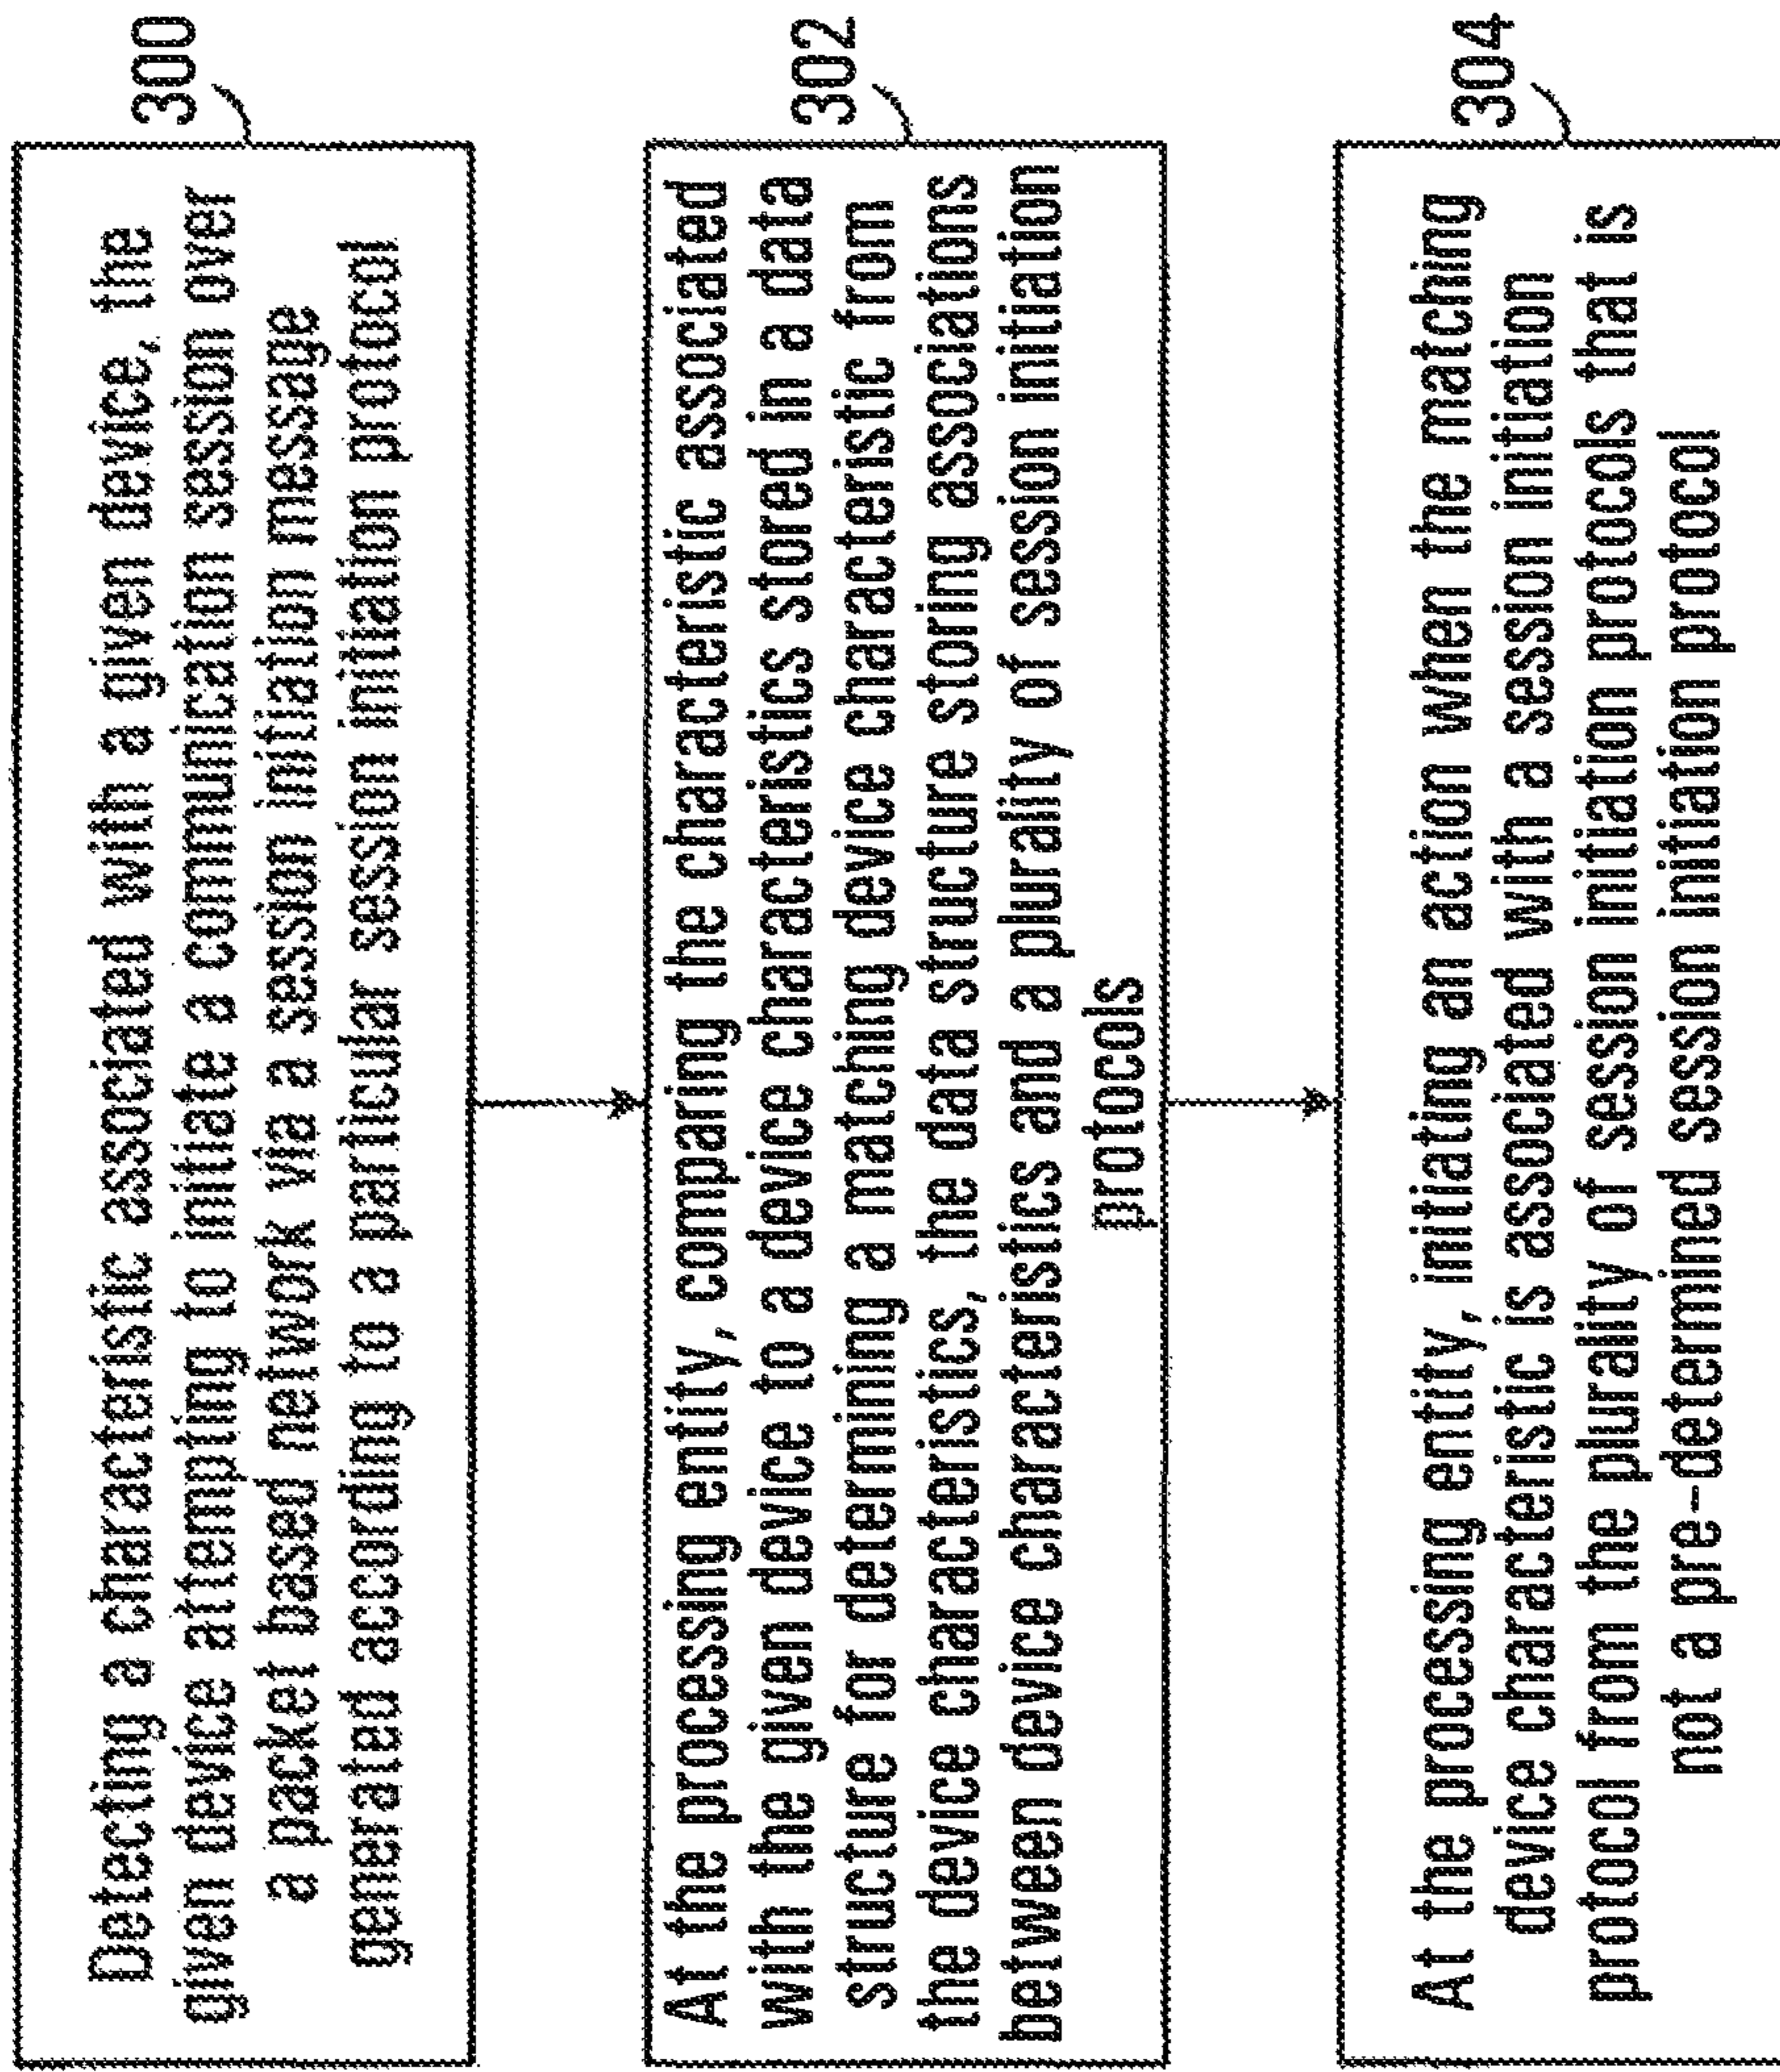 Detecting a characteristic associated with a given device, the
given device attempting to initiate a communication session over
a packet based network via a session initiation message
generated according to a particular session initiation protocol
300
At the processing entity, comparing the characteristic associated
with the given device to a device characteristics stored in a data
structure for determining a matching device characteristic from
the device characteristics, the data structure storing associations
between device characteristics and a plurality of session initiation
protocols
302
At the processing entity, initiating an action when the matching
device characteristic is associated with a session initiation
protocol from the plurality of session initiation protocols that is
not a pre-determined session initiation protocol
304